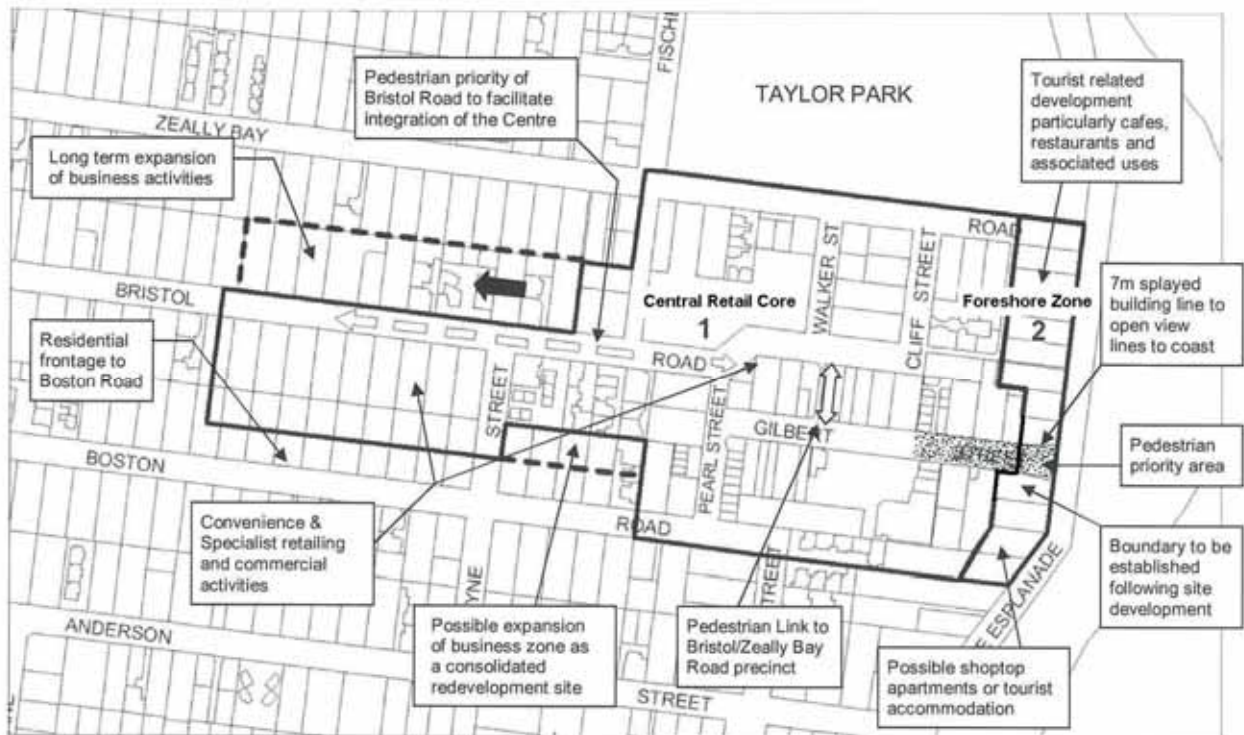 Pedestrian priority of
Bristol Road to facilitate
integration of the Centre
FISCHE
TAYLOR PARK
Tourist related
development
particularly cafes,
restaurants and
associated uses
ZEALLY BAY
Long term expansion
of business activities
ROAD
WALKER ST
CLIFF STREET
7m splayed
building line to
open view
lines to coast
BRISTOL
Central Retail Core
1
Foreshore Zone
2
ROAD
Residential
frontage to
Boston Road
STREET
PEARL STREET
GILBERT
Pedestrian
priority area
BOSTON
ROAD
Convenience &
Specialist retailing
and commercial
activities
YNE
STREET
Boundary to be
established
following site
development
E ESPLANADE
ANDERSON
Possible expansion
of business zone as
a consolidated
redevelopment site
Pedestrian Link to
Bristol/Zeally Bay
Road precinct
Possible shoptop
apartments or tourist
accommodation
STREET